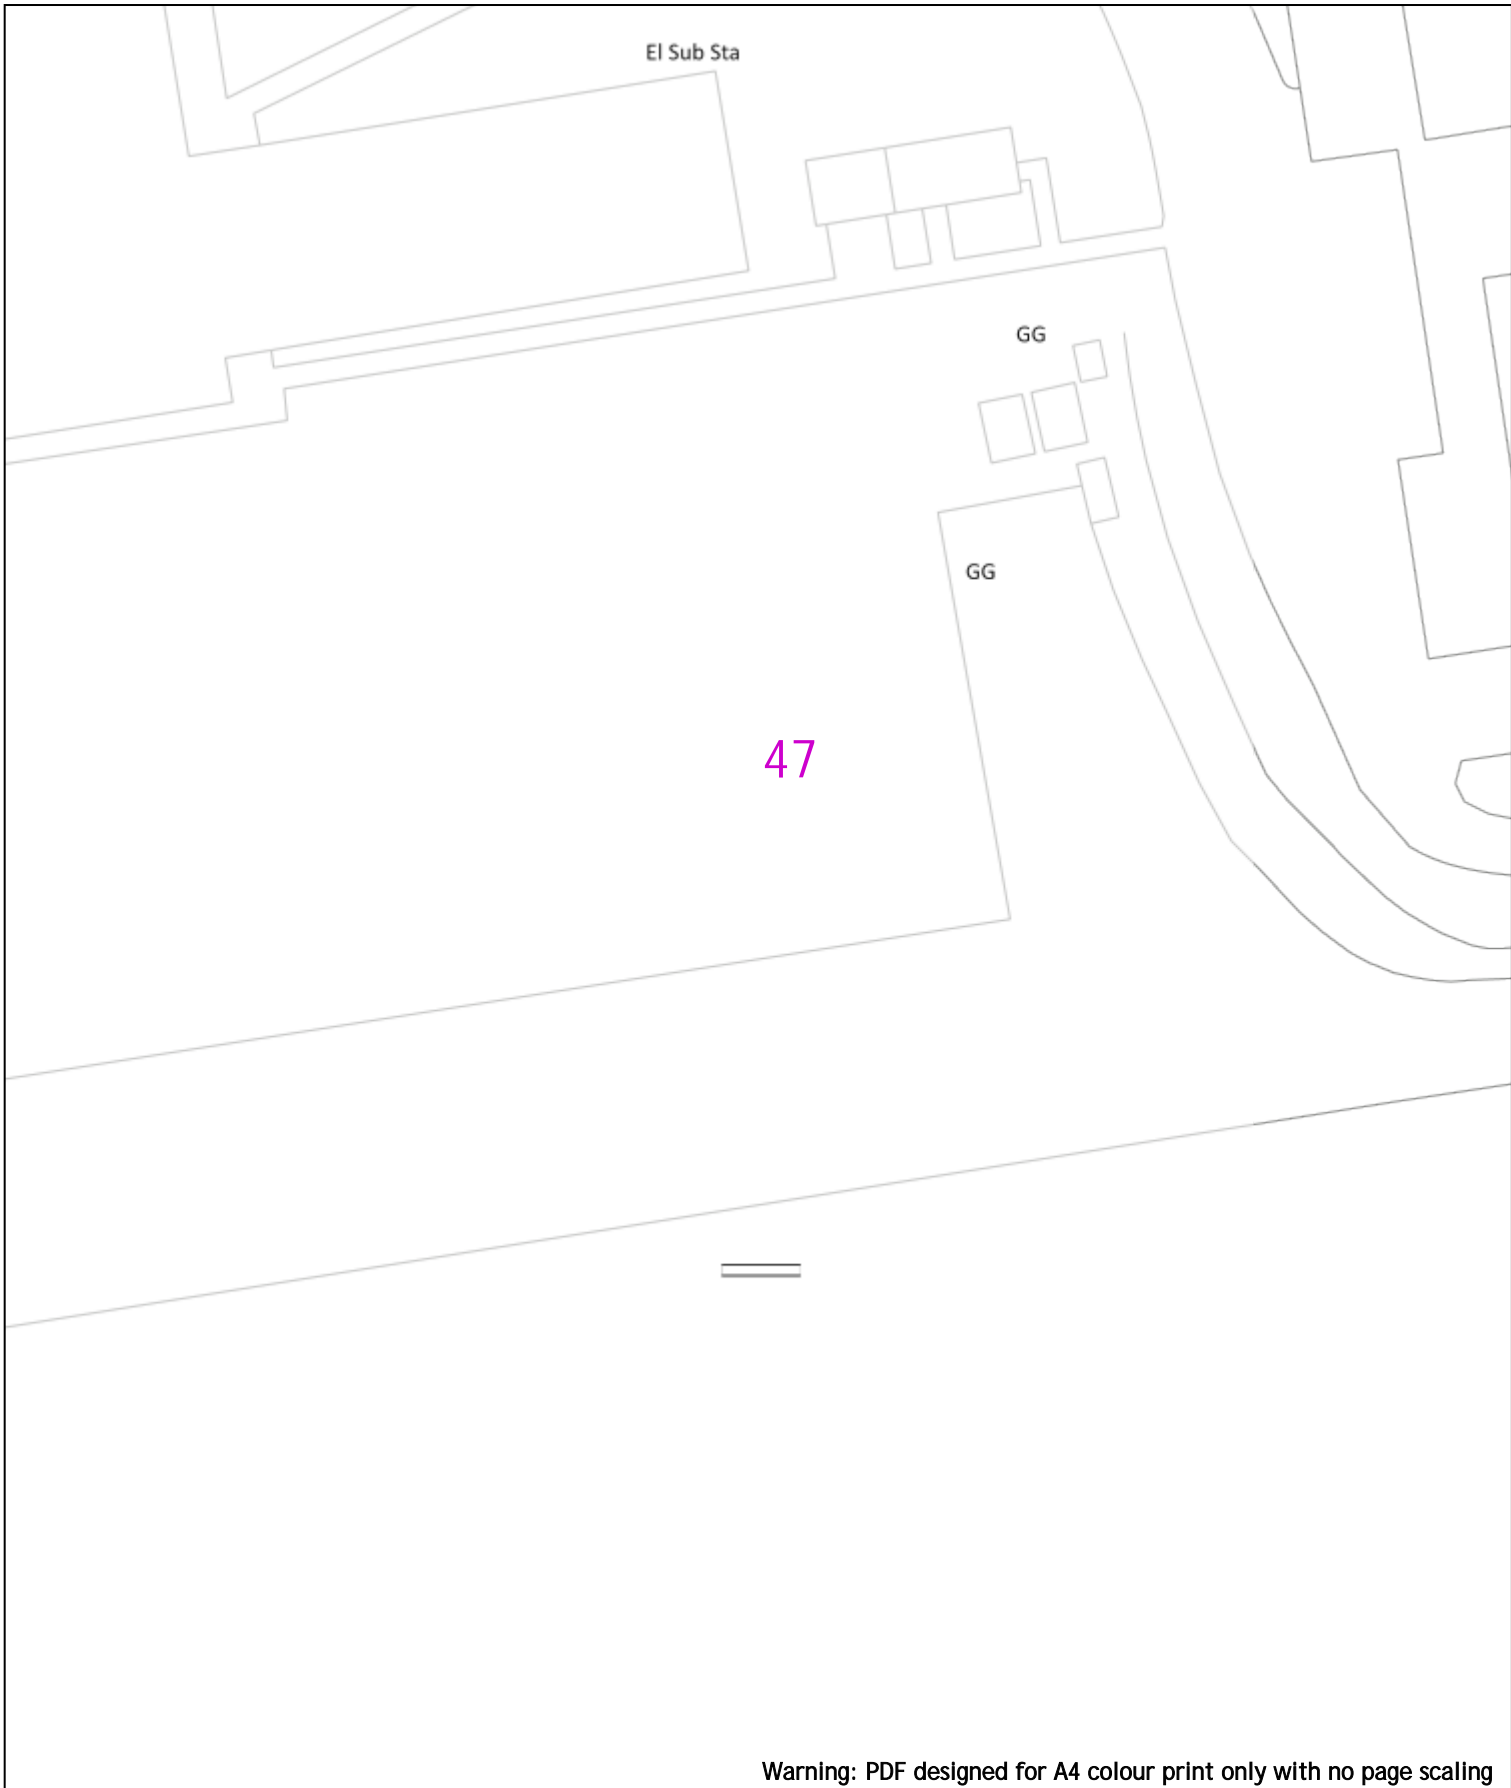 El Sub Sta
GG
GG
47
Warning: PDF designed for A4 colour print only with no page scaling